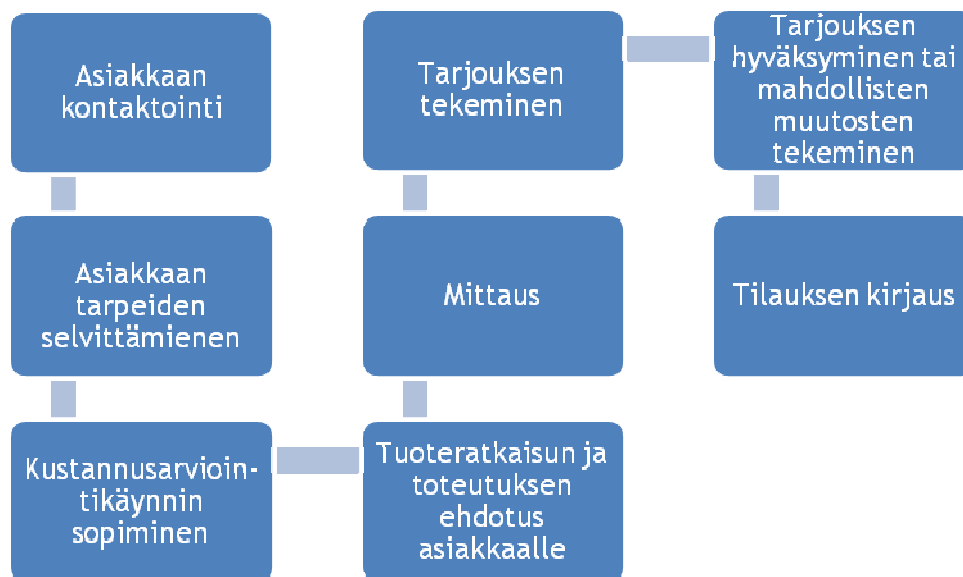 Asiakkaan
kontaktointi
Asiakkaan
tarpeiden
selvittämienen
Kustannusarvioin-
tikäynnin
sopiminen
Tuoteratkaisun ja
toteutuksen
ehdotus
asiakkaalle
Mittaus
Tarjouksen
tekeminen
Tarjouksen
hyväksyminen tai
mahdollisten
muutosten
tekeminen
Tilauksen kirjaus